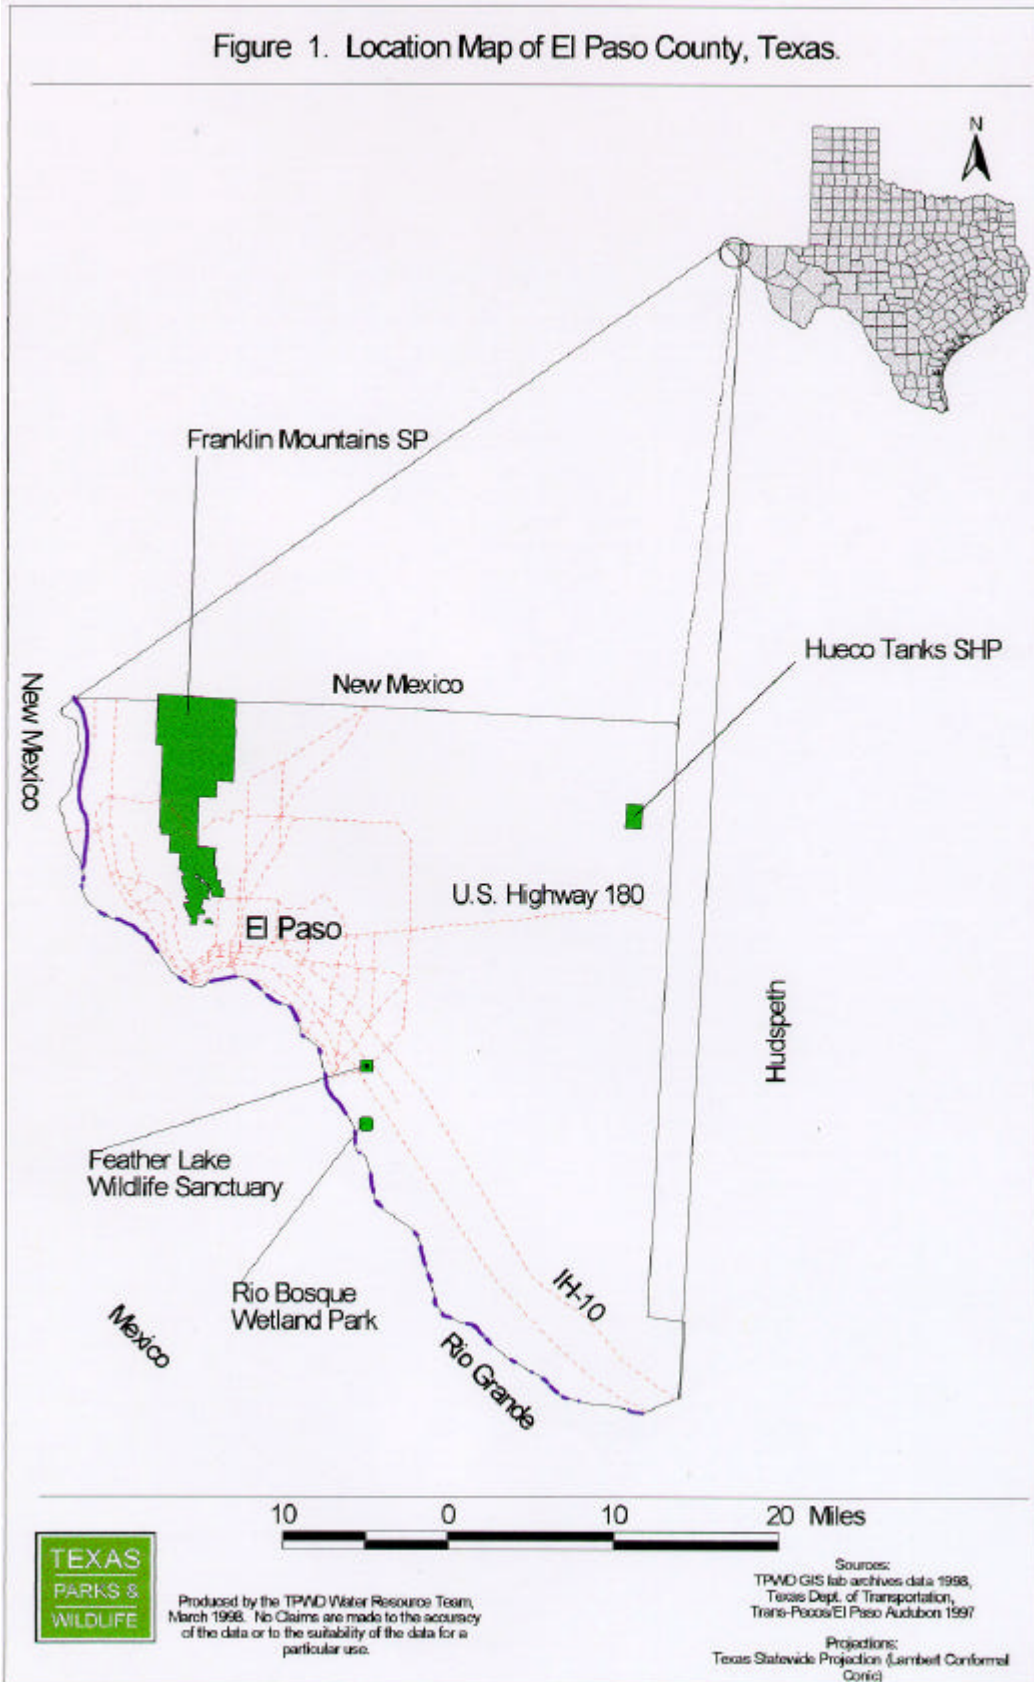 Figure 1. Location Map of El Paso County, Texas.
N
Franklin Mountains SP
Hueco Tanks SHP
New Mexico
New Mexico
U.S. Highway 180
El Paso
Hudspeth
Feather Lake
Wildlife Sanctuary
Rio Bosque
Wetland Park
IH-10
Mexico
Rio Grande
10 0 10 20 Miles
TEXAS
PARKS &
WILDLIFE
Produced by the TPWD Water Resource Team,
March 1998. No Claims are made to the accuracy
of the data or to the suitability of the data for a
particular use.
Sources:
TPWD GIS lab archives data 1998,
Texas Dept. of Transportation,
Trans-Pecos/El Paso Audubon 1997
Projections:
Texas Statewide Projection (Lambert Conformal
Conic)